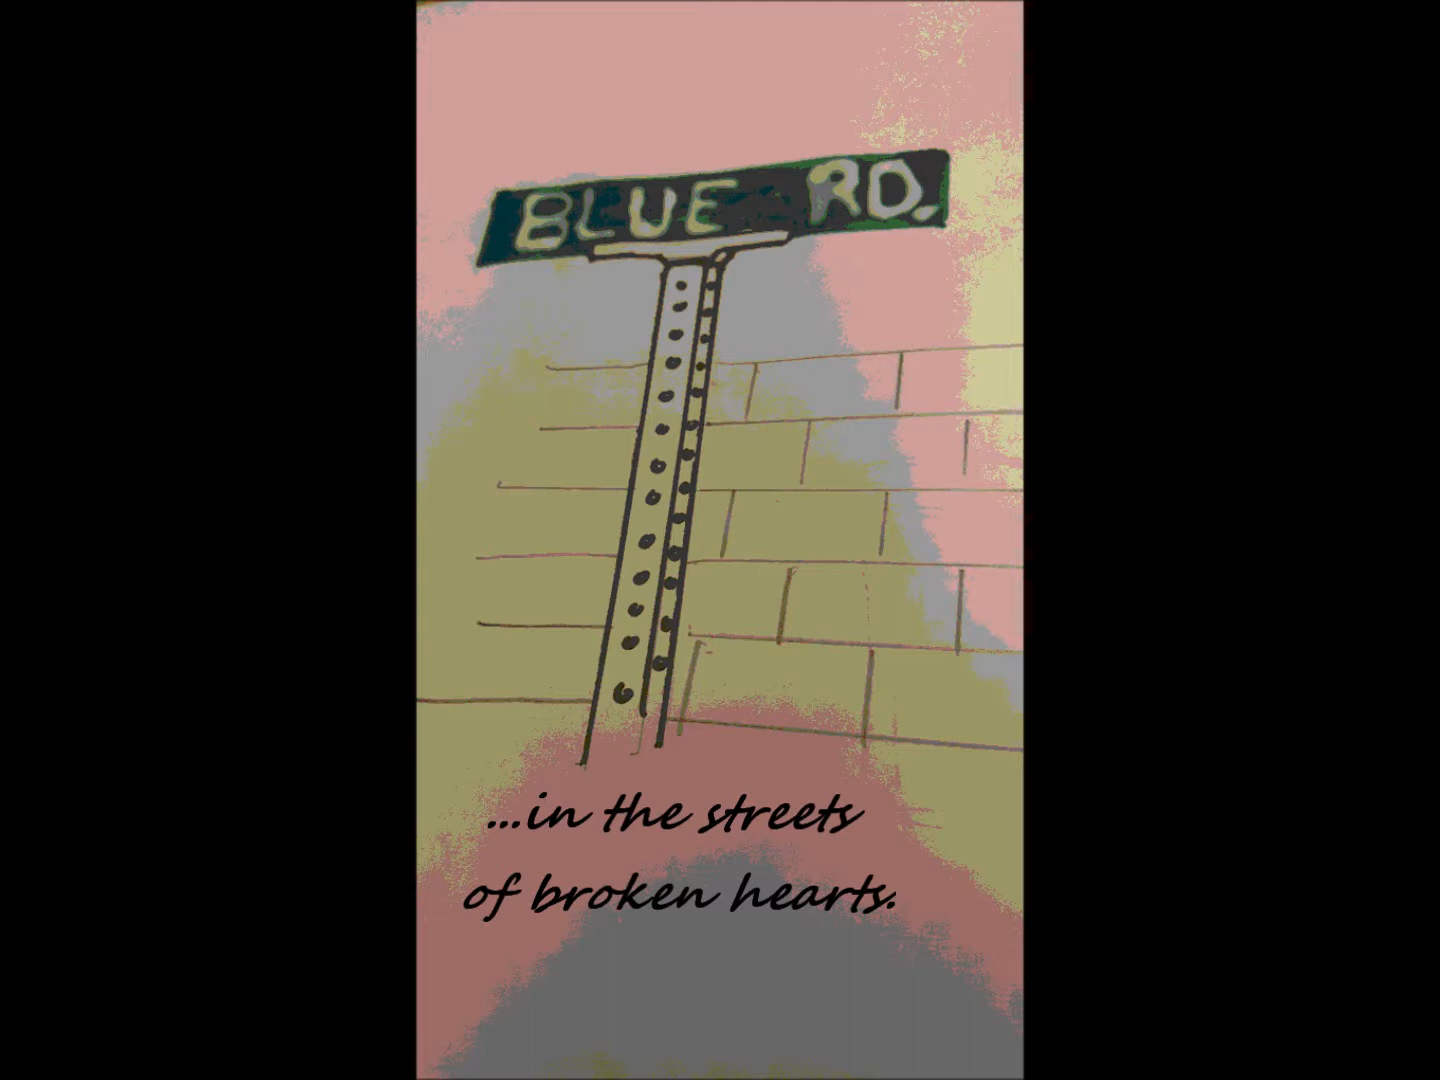 BLUE RD.
...in the streets
of broken hearts.